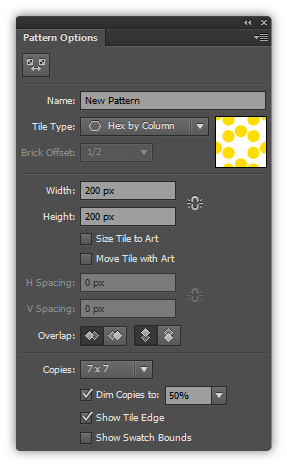 Pattern Options
Name: New Pattern
Tile Type: Hex by Column
Brick Offset: 1/2
Width: 200 px
Height: 200 px
Size Tile to Art
Move Tile with Art
H Spacing: 0 px
V Spacing: 0 px
Overlap:
Copies: 7 x 7
Dim Copies to: 50%
Show Tile Edge
Show Swatch Bounds